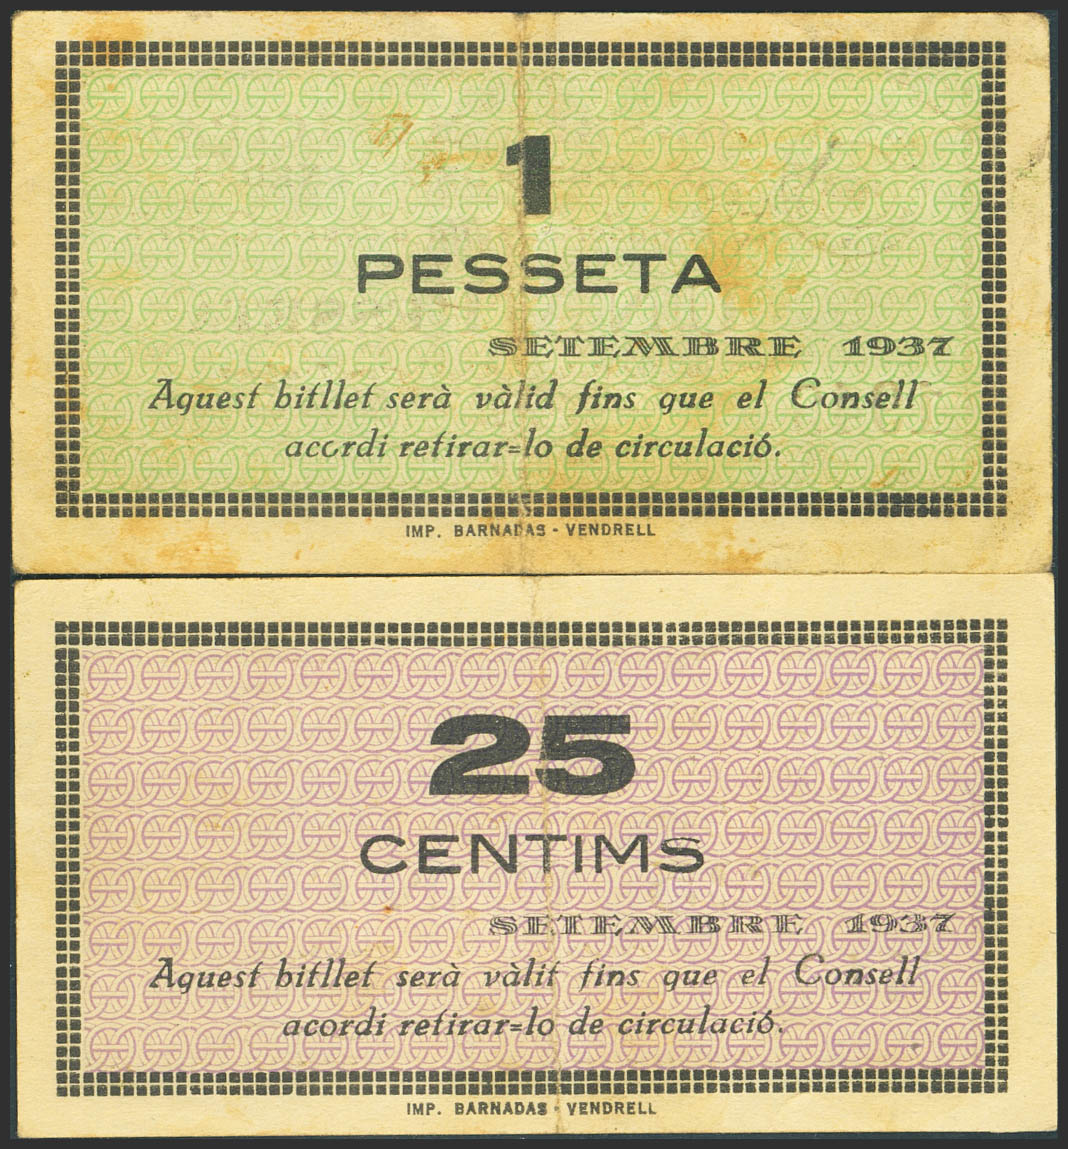 1
PESSETA
SETEMBRE 1937
Aquest bitllet serà vàlid fins que el Consell
acordi retirar=lo de circulació.
IMP. BARNADAS - VENDRELL
25
CENTIMS
SETEMBRE 1937
Aquest bitllet serà vàlit fins que el Consell
acordi retirar=lo de circulació.
IMP. BARNADAS - VENDRELL